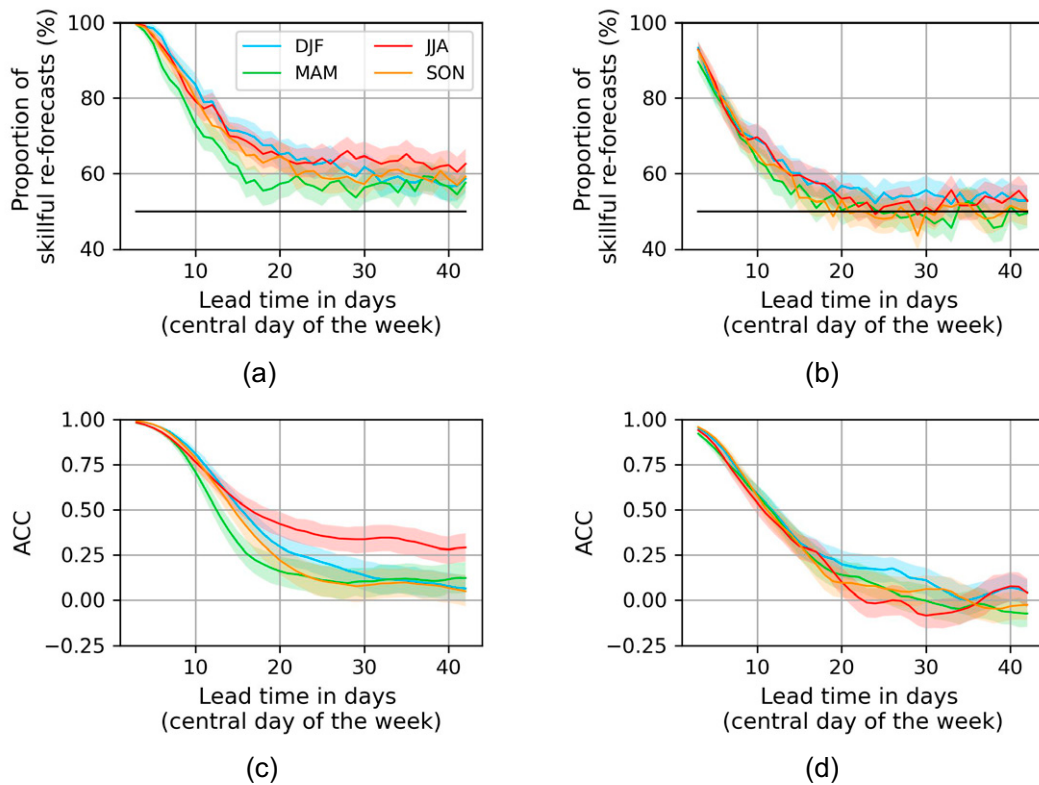 Proportion of
skillful re-forecasts (%)
100
80
60
40
DJF
MAM
JJA
SON
10
20
30
40
Lead time in days
(central day of the week)
(a)
Proportion of
skillful re-forecasts (%)
100
80
60
40
10
20
30
40
Lead time in days
(central day of the week)
(b)
ACC
1.00
0.75
0.50
0.25
0.00
−0.25
10
20
30
40
Lead time in days
(central day of the week)
(c)
ACC
1.00
0.75
0.50
0.25
0.00
−0.25
10
20
30
40
Lead time in days
(central day of the week)
(d)